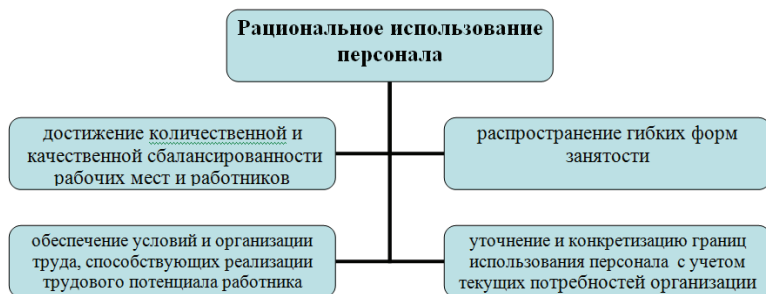 Рациональное использование
персонала
достижение количественной и
качественной сбалансированности
рабочих мест и работников
распространение гибких форм
занятости
обеспечение условий и организации
труда, способствующих реализации
трудового потенциала работника
уточнение и конкретизацию границ
использования персонала с учетом
текущих потребностей организации